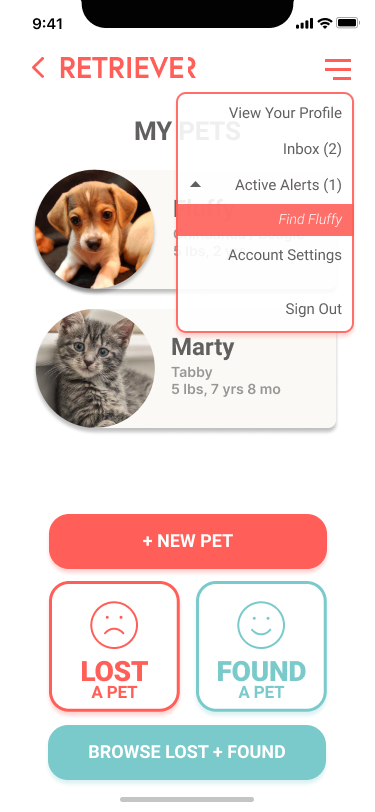 9:41
RETRIEVER
MY PETS
View Your Profile
Inbox (2)
Active Alerts (1)
Find Fluffy
Account Settings
Sign Out
Fluffy
5 lbs, 2
Marty
Tabby
5 lbs, 7 yrs 8 mo
+ NEW PET
LOST
A PET
FOUND
A PET
BROWSE LOST + FOUND